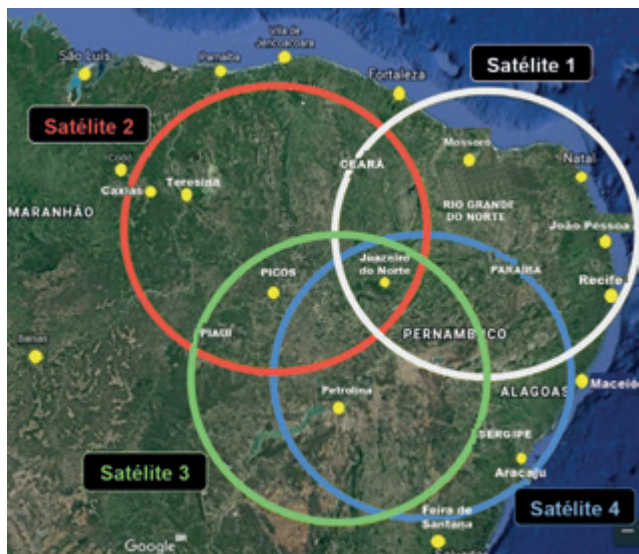 Vila de
Jericoacoara
São Luís
Parnaíba
Satélite 1
Fortaleza
Satélite 2
Mossoró
CEARÁ
Natal
Codó
Caxias
Teresina
MARANHÃO
RIO GRANDE
DO NORTE
João Pessoa
Juazeiro
do Norte
PARAÍBA
PICOS
Recife
PIAUÍ
PERNAMBUCO
Balsas
Petrolina
ALAGOAS
Maceió
SERGIPE
Satélite 3
Aracaju
Feira de
Santana
Satélite 4
Google